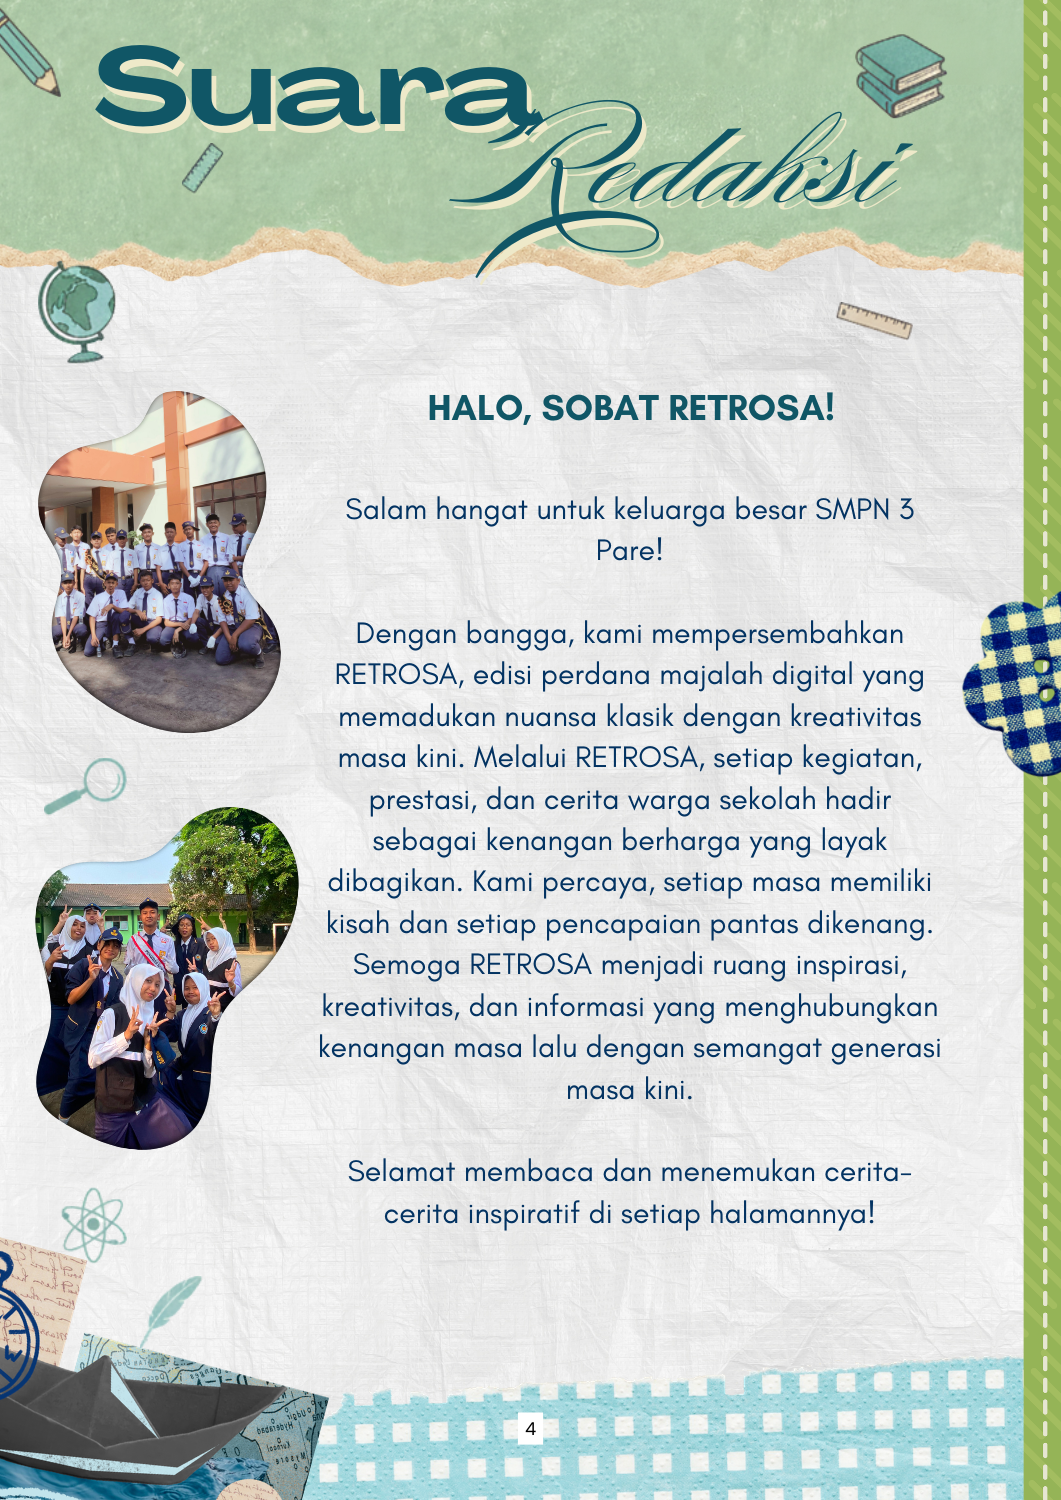 Suara
Redaksi
HALO, SOBAT RETROSA!
Salam hangat untuk keluarga besar SMPN 3
Pare!
Dengan bangga, kami mempersembahkan
RETROSA, edisi perdana majalah digital yang
memadukan nuansa klasik dengan kreativitas
masa kini. Melalui RETROSA, setiap kegiatan,
prestasi, dan cerita warga sekolah hadir
sebagai kenangan berharga yang layak
dibagikan. Kami percaya, setiap masa memiliki
kisah dan setiap pencapaian pantas dikenang.
Semoga RETROSA menjadi ruang inspirasi,
kreativitas, dan informasi yang menghubungkan
kenangan masa lalu dengan semangat generasi
masa kini.
Selamat membaca dan menemukan cerita-
cerita inspiratif di setiap halamannya!
4